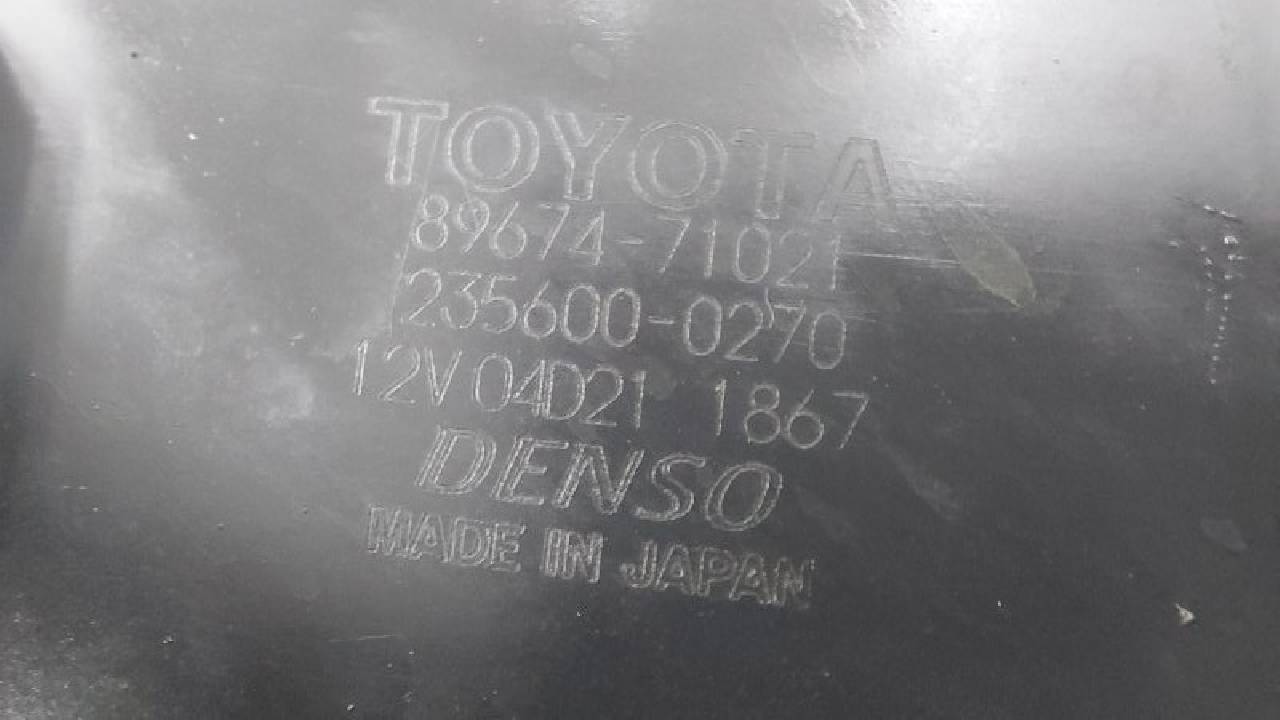 TOYOTA
89674-71021
235600-0270
12V 04D21 1867
DENSO
MADE IN JAPAN